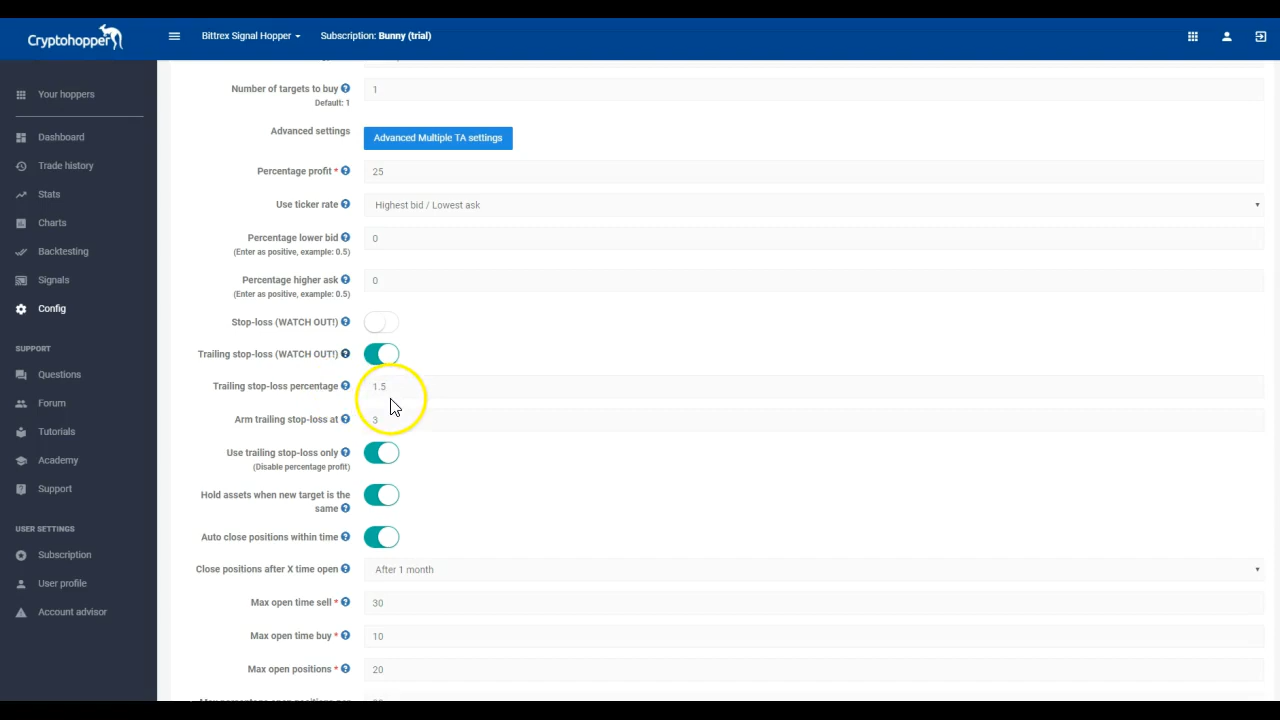 Cryptohopper
Bittrex Signal Hopper
Subscription: Bunny (trial)
Your hoppers
Dashboard
Trade history
Stats
Charts
Backtesting
Signals
Config
SUPPORT
Questions
Forum
Tutorials
Academy
Support
USER SETTINGS
Subscription
User profile
Account advisor
Number of targets to buy
Default: 1
1
Advanced settings
Advanced Multiple TA settings
Percentage profit *
25
Use ticker rate
Highest bid / Lowest ask
Percentage lower bid
(Enter as positive, example: 0.5)
0
Percentage higher ask
(Enter as positive, example: 0.5)
0
Stop-loss (WATCH OUT!)
Trailing stop-loss (WATCH OUT!)
Trailing stop-loss percentage
1.5
Arm trailing stop-loss at
3
Use trailing stop-loss only
(Disable percentage profit)
Hold assets when new target is the
same
Auto close positions within time
Close positions after X time open
After 1 month
Max open time sell *
30
Max open time buy *
10
Max open positions *
20